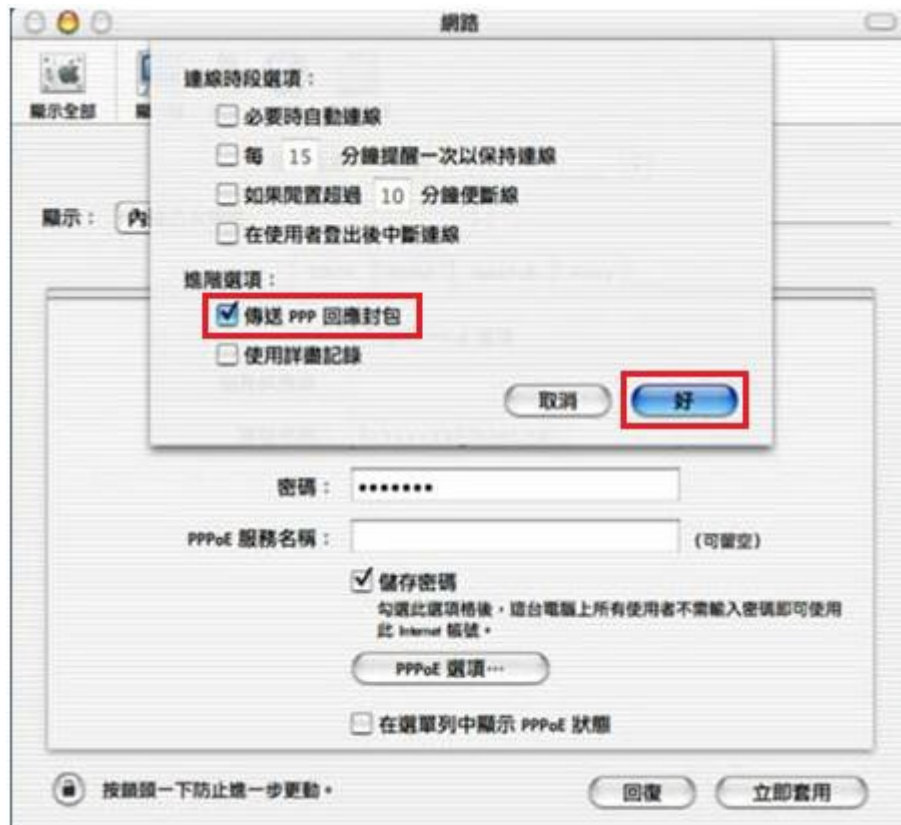 網路
顯示全部
連線時段選項：
必要時自動連線
每 15 分鐘提醒一次以保持連線
如果閒置超過 10 分鐘便斷線
在使用者登出後中斷連線
顯示： 內
進階選項：
傳送 PPP 回應封包
使用詳盡記錄
取消 好
密碼： •••••••
PPPoE 服務名稱： (可留空)
儲存密碼
勾選此選項格後，這台電腦上所有使用者不需輸入密碼即可使用
此 Internet 帳號。
PPPoE 選項…
在選單列中顯示 PPPoE 狀態
按鎖頭一下防止進一步更動。 回復 立即套用